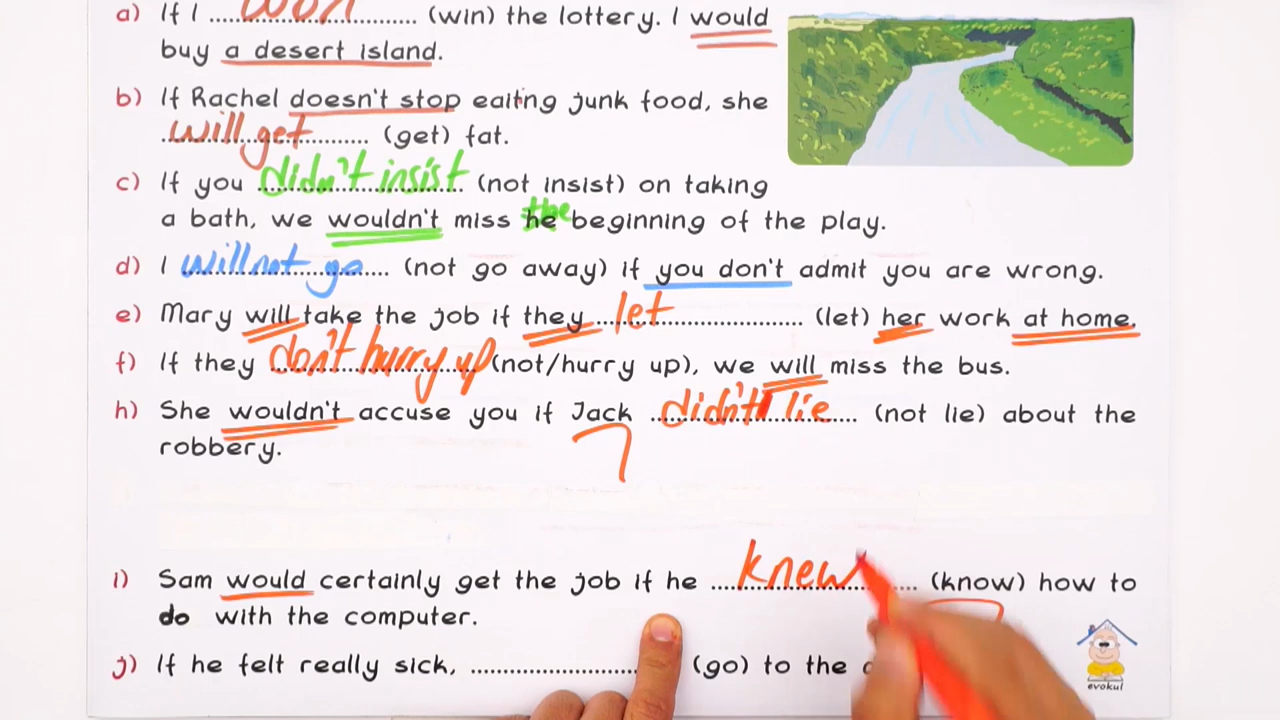 a) If I won (win) the lottery. I would
buy a desert island.
b) If Rachel doesn't stop eating junk food, she
will get (get) fat.
c) If you didn't insist (not insist) on taking
a bath, we wouldn't miss the beginning of the play.
d) I will not go (not go away) if you don't admit you are wrong.
e) Mary will take the job if they let (let) her work at home.
f) If they don't hurry up (not/hurry up), we will miss the bus.
h) She wouldn't accuse you if Jack didn't lie (not lie) about the
robbery.
i) Sam would certainly get the job if he knew (know) how to
do with the computer.
j) If he felt really sick, (go) to the
evokul